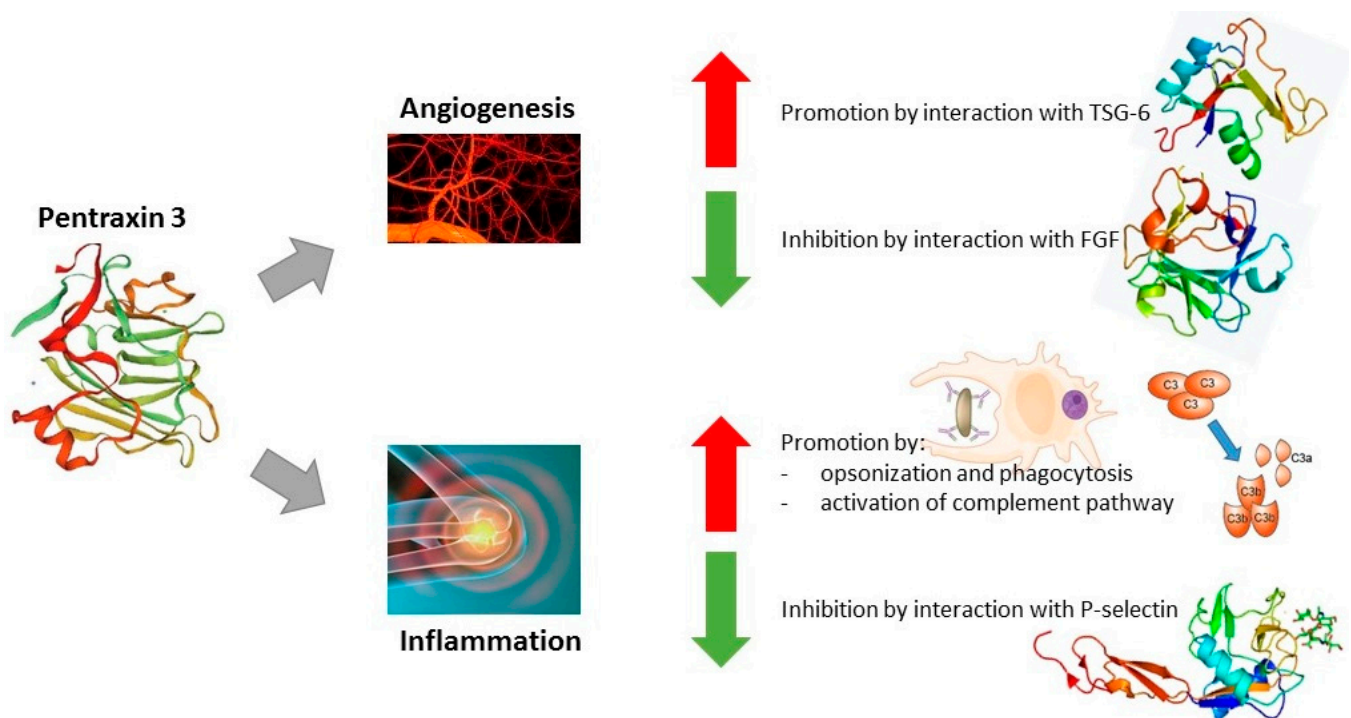 Pentraxin 3
Angiogenesis
Promotion by interaction with TSG-6
Inhibition by interaction with FGF
Inflammation
Promotion by:
- opsonization and phagocytosis
- activation of complement pathway
C3 C3
C3
C3a
C3b
C3b C3b
Inhibition by interaction with P-selectin